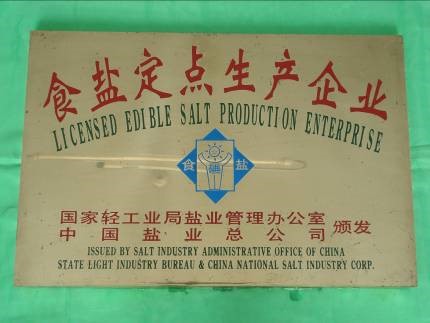 食盐定点生产企业
LICENSED EDIBLE SALT PRODUCTION ENTERPRISE
食 碘 盐
国家轻工业局盐业管理办公室
中国盐业总公司 颁发
ISSUED BY SALT INDUSTRY ADMINISTRATIVE OFFICE OF CHINA
STATE LIGHT INDUSTRY BUREAU & CHINA NATIONAL SALT INDUSTRY CORP.